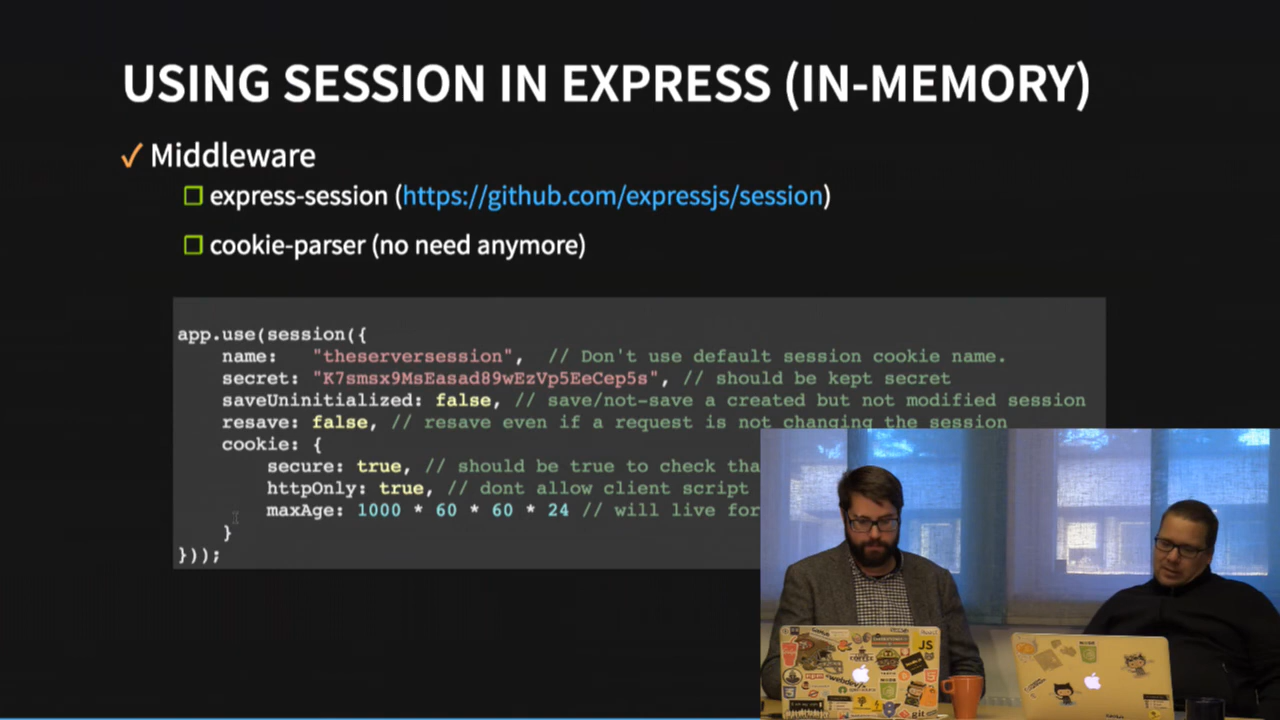 USING SESSION IN EXPRESS (IN-MEMORY)
✓ Middleware
express-session (https://github.com/expressjs/session)
cookie-parser (no need anymore)
app.use(session({
name: "theserversession", // Don't use default session cookie name.
secret: "K7smsx9MsEasad89wEzVp5EeCep5s", // should be kept secret
saveUninitialized: false, // save/not-save a created but not modified session
resave: false, // resave even if a request is not changing the session
cookie: {
secure: true, // should be true to check tha
httpOnly: true, // dont allow client script
maxAge: 1000 * 60 * 60 * 24 // will live for
}
}));
JS
#webdev//
git